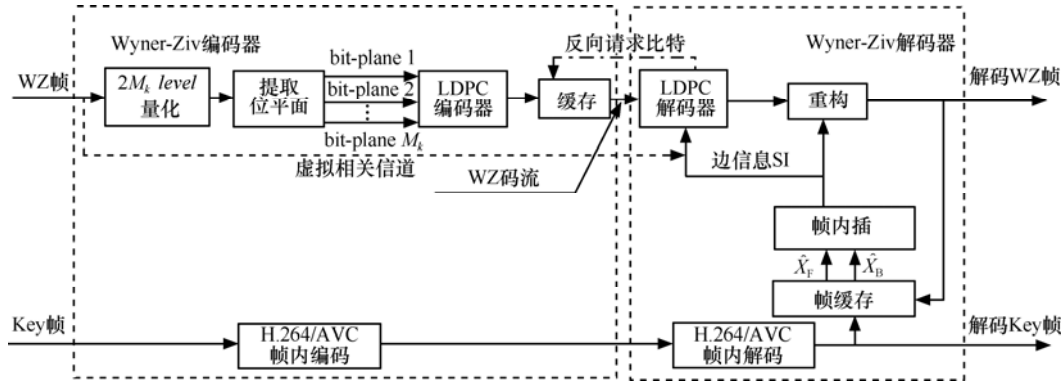 Wyner-Ziv编码器
Wyner-Ziv解码器
反向请求比特
WZ帧
2M_k level
量化
提取
位平面
bit-plane 1
bit-plane 2
⋮
bit-plane M_k
LDPC
编码器
缓存
LDPC
解码器
重构
解码WZ帧
虚拟相关信道
WZ码流
边信息SI
帧内插
X̂_F
X̂_B
帧缓存
Key帧
H.264/AVC
帧内编码
H.264/AVC
帧内解码
解码Key帧